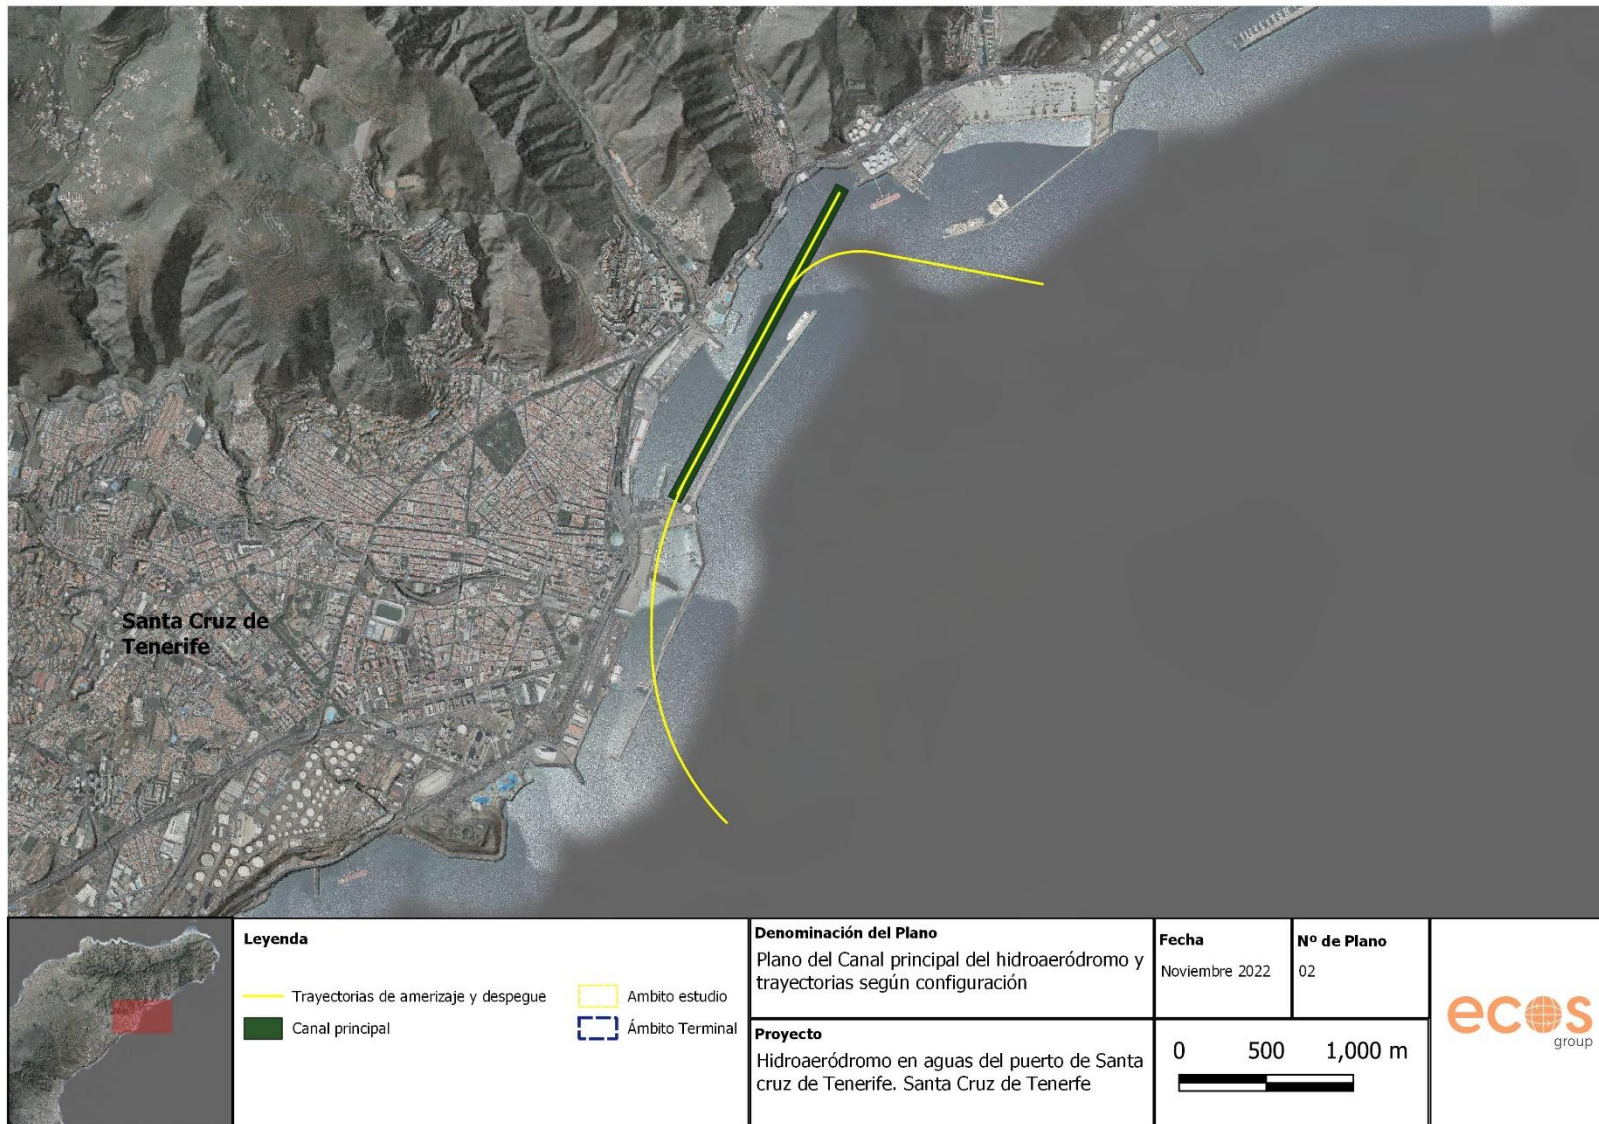 Santa Cruz de
Tenerife
Leyenda
Trayectorias de amerizaje y despegue
Ambito estudio
Canal principal
Ámbito Terminal
Denominación del Plano
Plano del Canal principal del hidroaeródromo y
trayectorias según configuración
Fecha
Noviembre 2022
Nº de Plano
02
Proyecto
Hidroaeródromo en aguas del puerto de Santa
cruz de Tenerife. Santa Cruz de Tenerfe
0 500 1,000 m
ecos
group